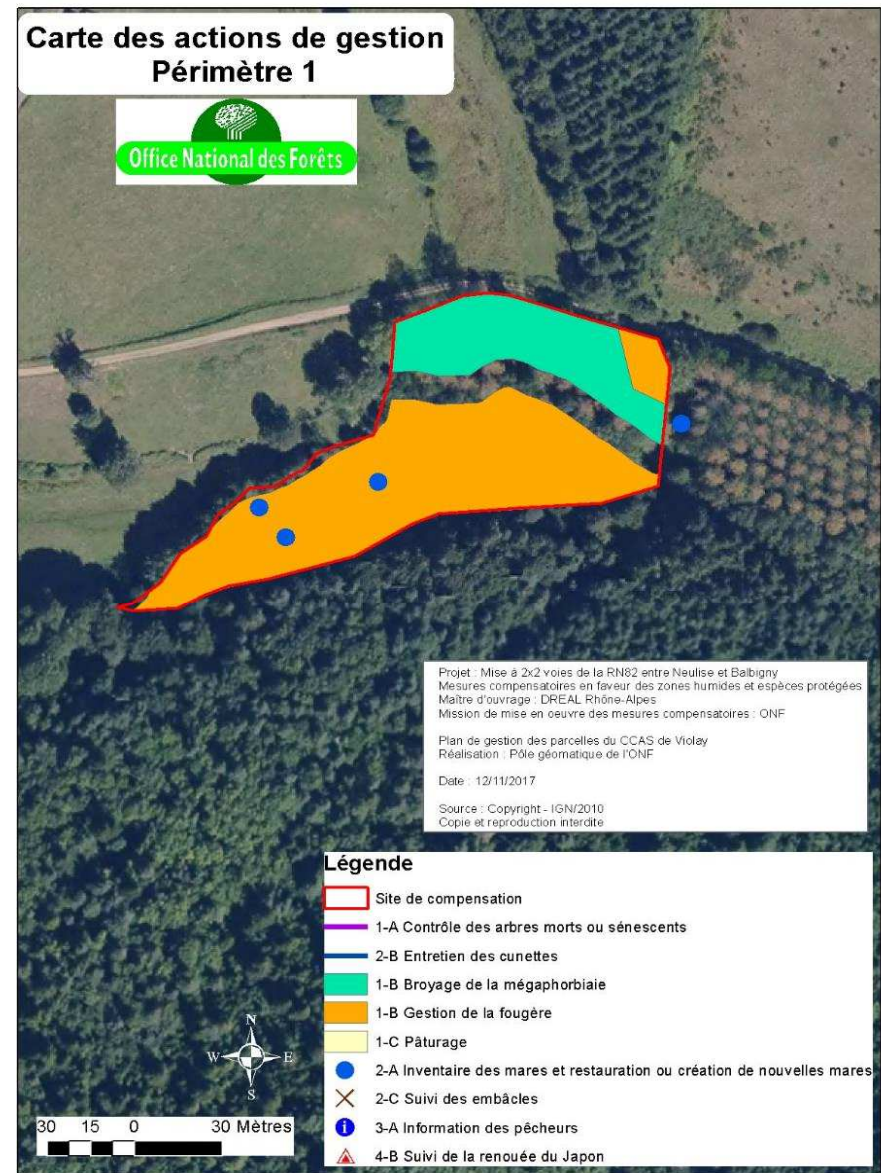 Carte des actions de gestion
Périmètre 1
Office National des Forêts
Projet : Mise à 2x2 voies de la RN82 entre Neulise et Balbigny
Mesures compensatoires en faveur des zones humides et espèces protégées
Maître d'ouvrage : DREAL Rhône-Alpes
Mission de mise en oeuvre des mesures compensatoires : ONF
Plan de gestion des parcelles du CCAS de Violay
Réalisation : Pôle géomatique de l'ONF
Date : 12/11/2017
Source : Copyright - IGN/2010
Copie et reproduction interdite
Légende
Site de compensation
1-A Contrôle des arbres morts ou sénescents
2-B Entretien des cunettes
1-B Broyage de la mégaphorbiaie
1-B Gestion de la fougère
1-C Pâturage
2-A Inventaire des mares et restauration ou création de nouvelles mares
2-C Suivi des embâcles
3-A Information des pêcheurs
4-B Suivi de la renouée du Japon
N
W E
S
30 15 0 30 Mètres